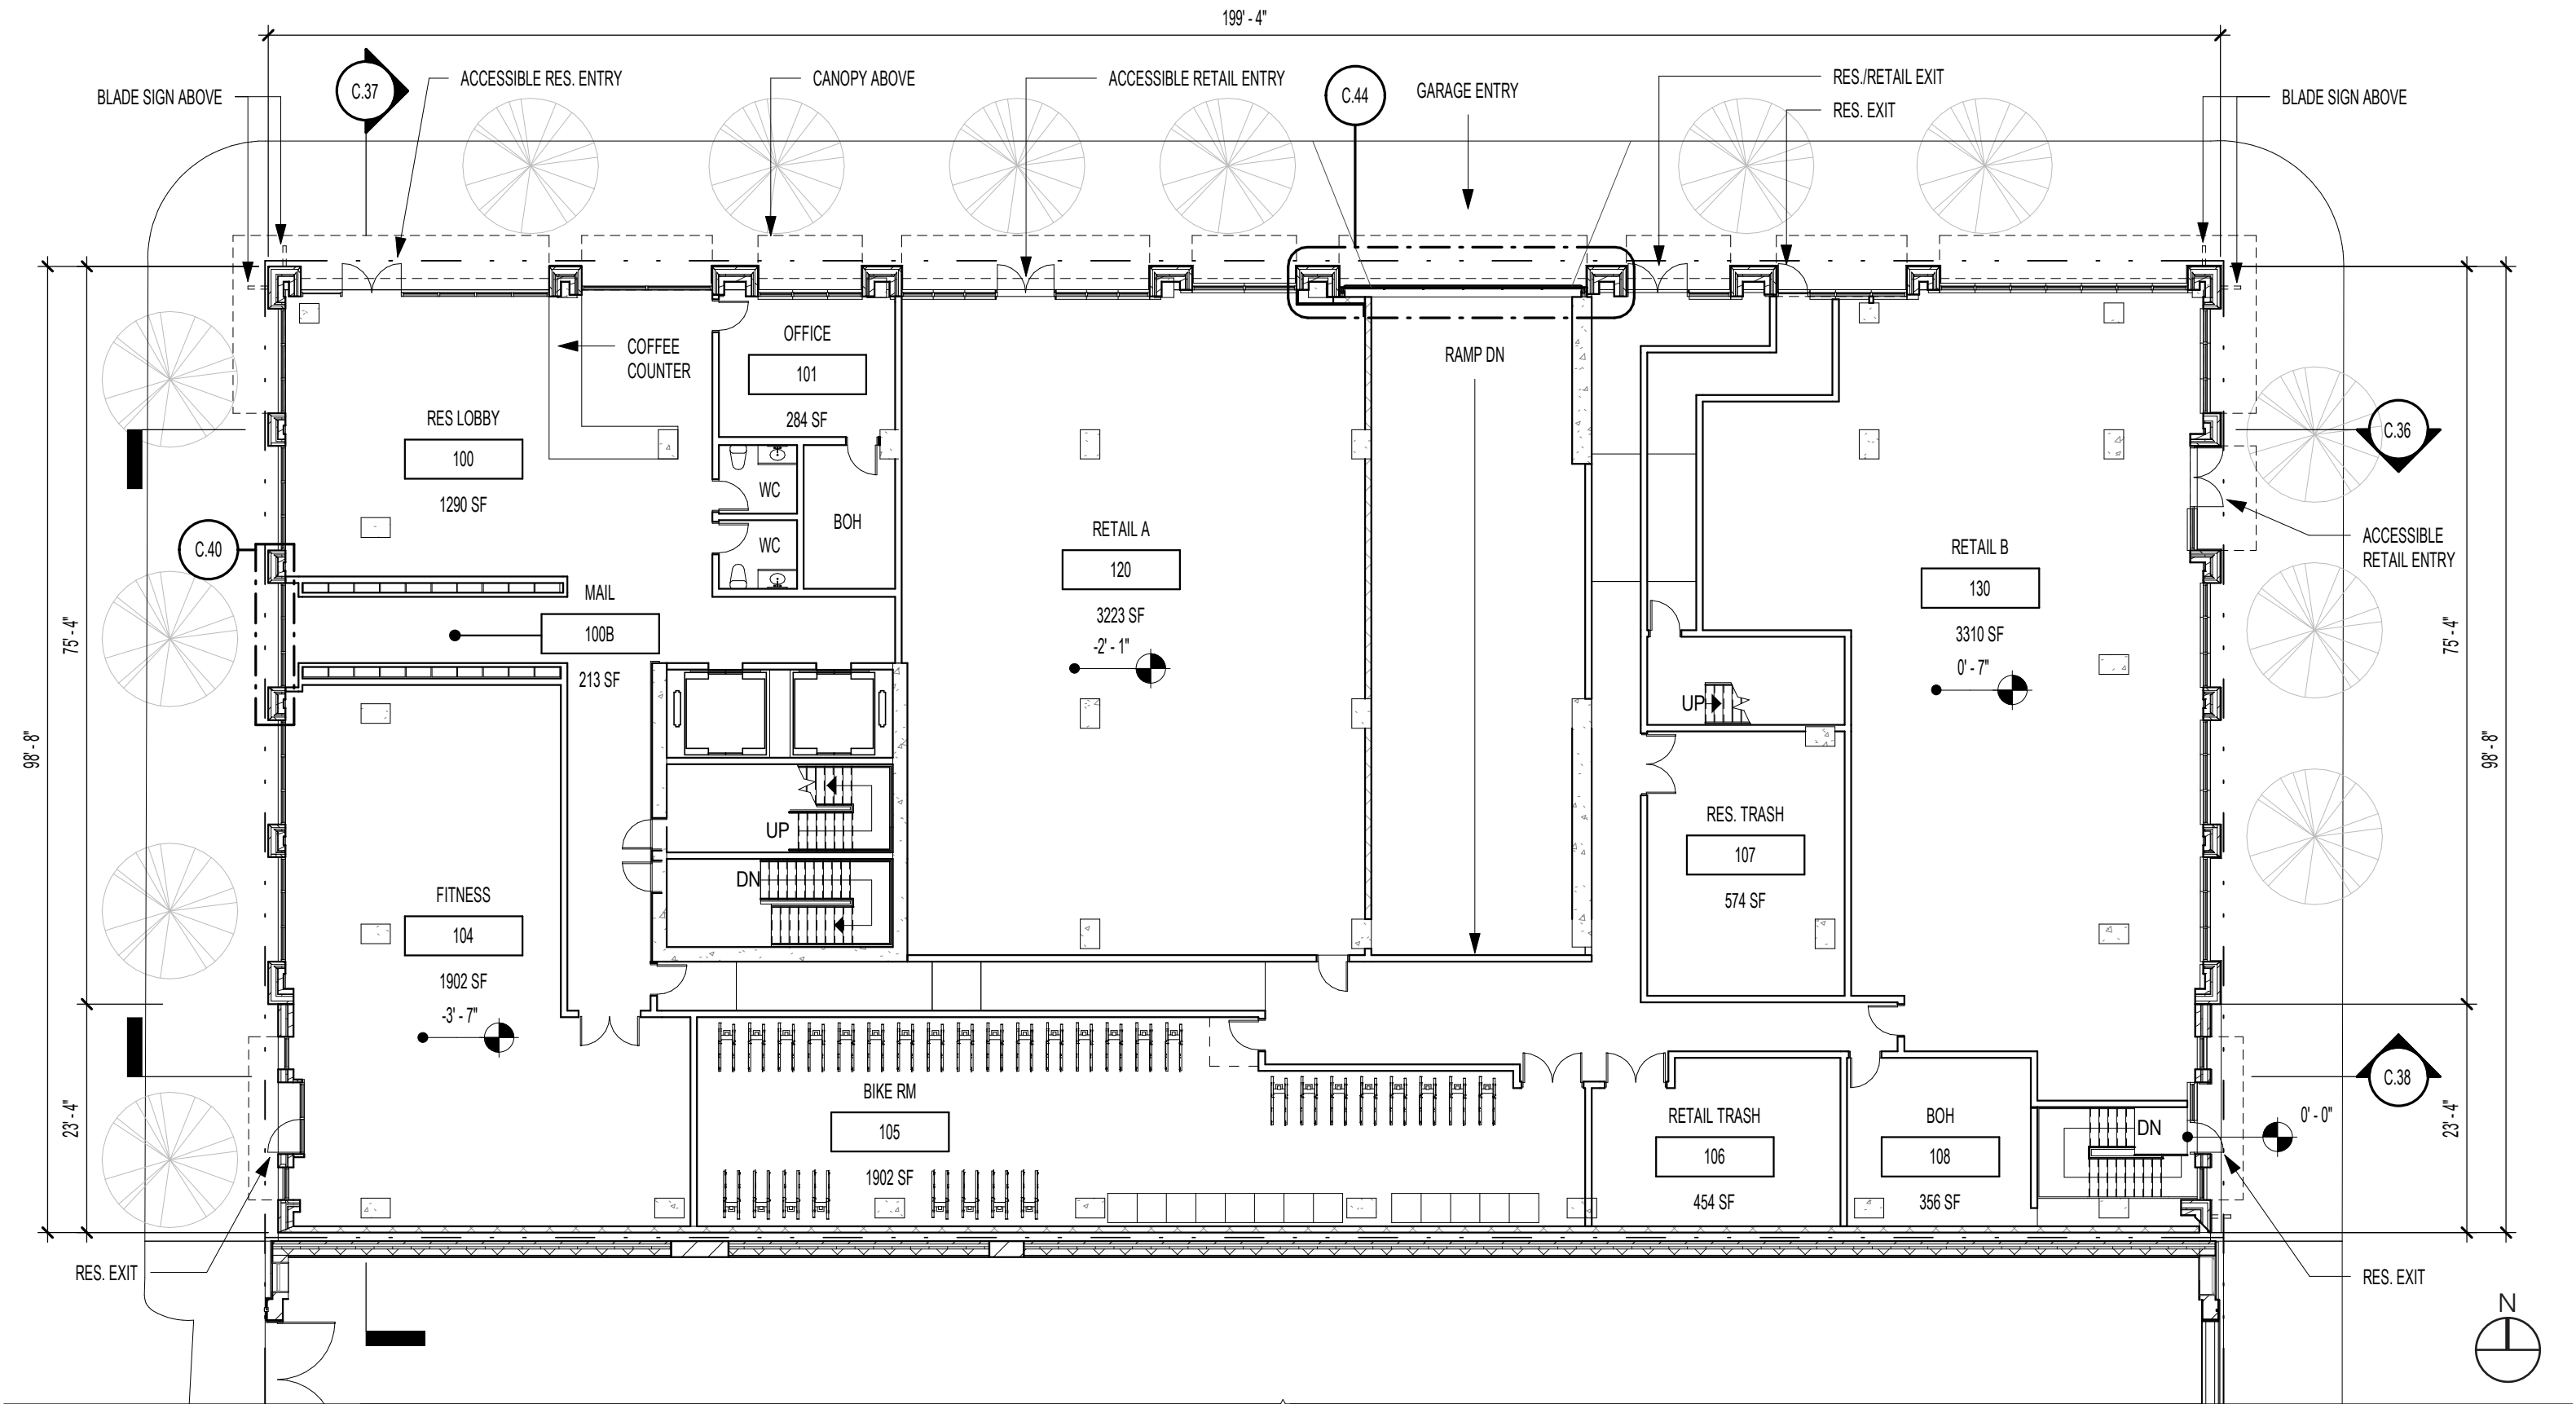 199' - 4"
BLADE SIGN ABOVE
C.37
ACCESSIBLE RES. ENTRY
CANOPY ABOVE
ACCESSIBLE RETAIL ENTRY
C.44
GARAGE ENTRY
RES./RETAIL EXIT
RES. EXIT
BLADE SIGN ABOVE
OFFICE
101
284 SF
COFFEE
COUNTER
RAMP DN
RES LOBBY
100
1290 SF
WC
WC
BOH
C.40
C.36
ACCESSIBLE
RETAIL ENTRY
RETAIL A
120
3223 SF
-2' - 1"
RETAIL B
130
3310 SF
0' - 7"
MAIL
100B
213 SF
75' - 4"
98' - 8"
75' - 4"
98' - 8"
UP
UP
DN
RES. TRASH
107
574 SF
FITNESS
104
1902 SF
-3' - 7"
BIKE RM
105
1902 SF
RETAIL TRASH
106
454 SF
BOH
108
356 SF
DN
0' - 0"
C.38
23' - 4"
23' - 4"
RES. EXIT
RES. EXIT
N